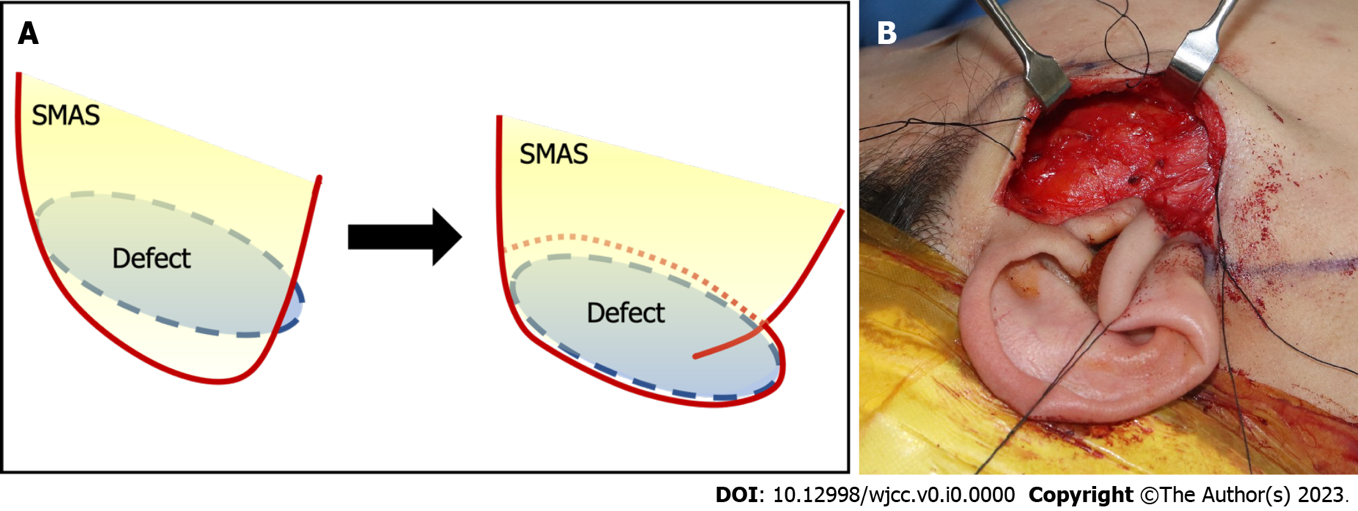 A
B
SMAS
SMAS
Defect
Defect
DOI: 10.12998/wjcc.v0.i0.0000 Copyright ©The Author(s) 2023.